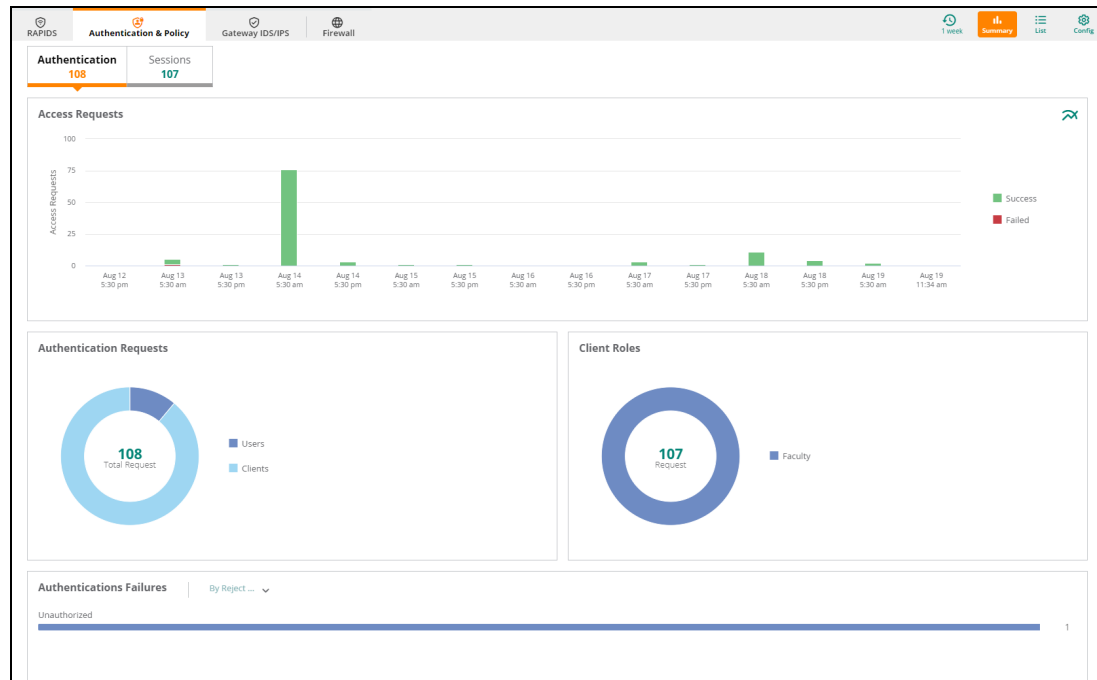 RAPIDS
Authentication & Policy
Gateway IDS/IPS
Firewall
1 week
Summary
List
Config
Authentication
108
Sessions
107
Access Requests
100
75
50
25
0
Access Requests
Aug 12
5:30 pm
Aug 13
5:30 am
Aug 13
5:30 pm
Aug 14
5:30 am
Aug 14
5:30 pm
Aug 15
5:30 am
Aug 15
5:30 pm
Aug 16
5:30 am
Aug 16
5:30 pm
Aug 17
5:30 am
Aug 17
5:30 pm
Aug 18
5:30 am
Aug 18
5:30 pm
Aug 19
5:30 am
Aug 19
11:34 am
Success
Failed
Authentication Requests
108
Total Request
Users
Clients
Client Roles
107
Request
Faculty
Authentications Failures
By Reject ...
Unauthorized
1